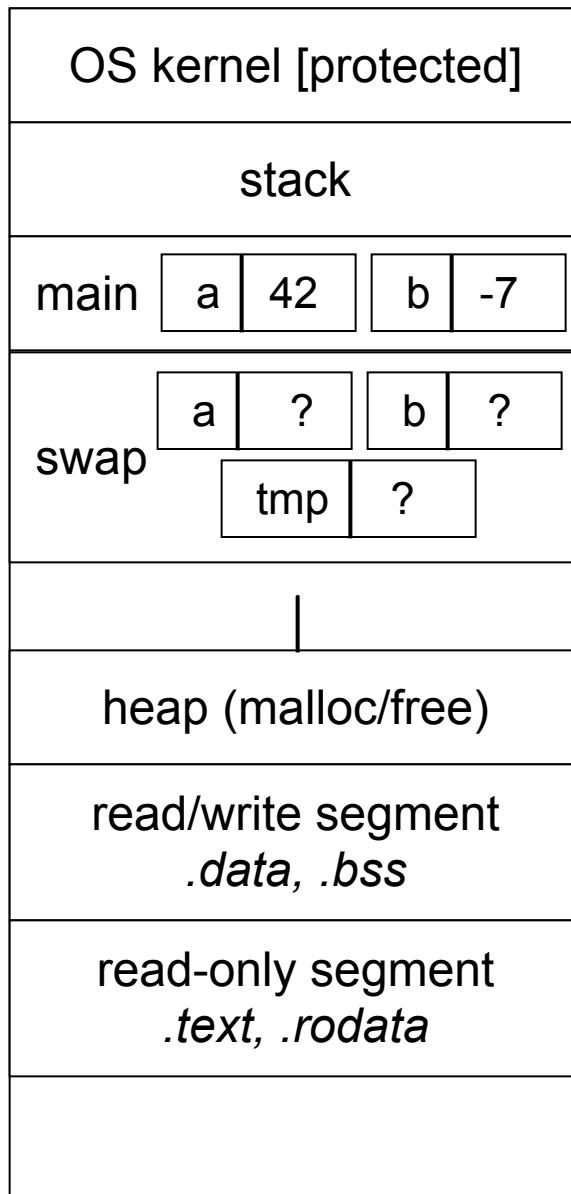 OS kernel [protected]
stack
main a 42 b -7
a ? b ?
swap
tmp ?
heap (malloc/free)
read/write segment
.data, .bss
read-only segment
.text, .rodata